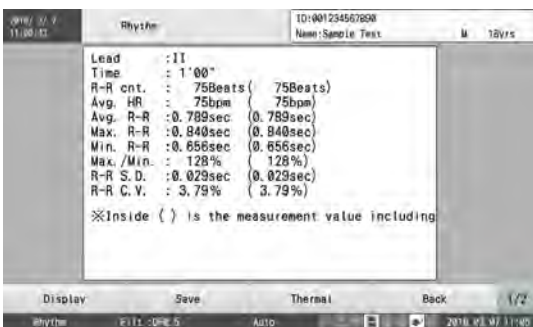 Rhythm
ID:001234567890
Name:Sample Test
M 18yrs
Lead :II
Time : 1'00"
R-R cnt. : 75Beats( 75Beats)
Avg. HR : 75bpm ( 75bpm)
Avg. R-R :0.789sec (0.789sec)
Max. R-R :0.840sec (0.840sec)
Min. R-R :0.656sec (0.656sec)
Max./Min. : 128% ( 128%)
R-R S.D. :0.029sec (0.029sec)
R-R C.V. : 3.79% ( 3.79%)
※Inside ( ) is the measurement value including
Display Save Thermal Back 1/2
Rhythm Auto